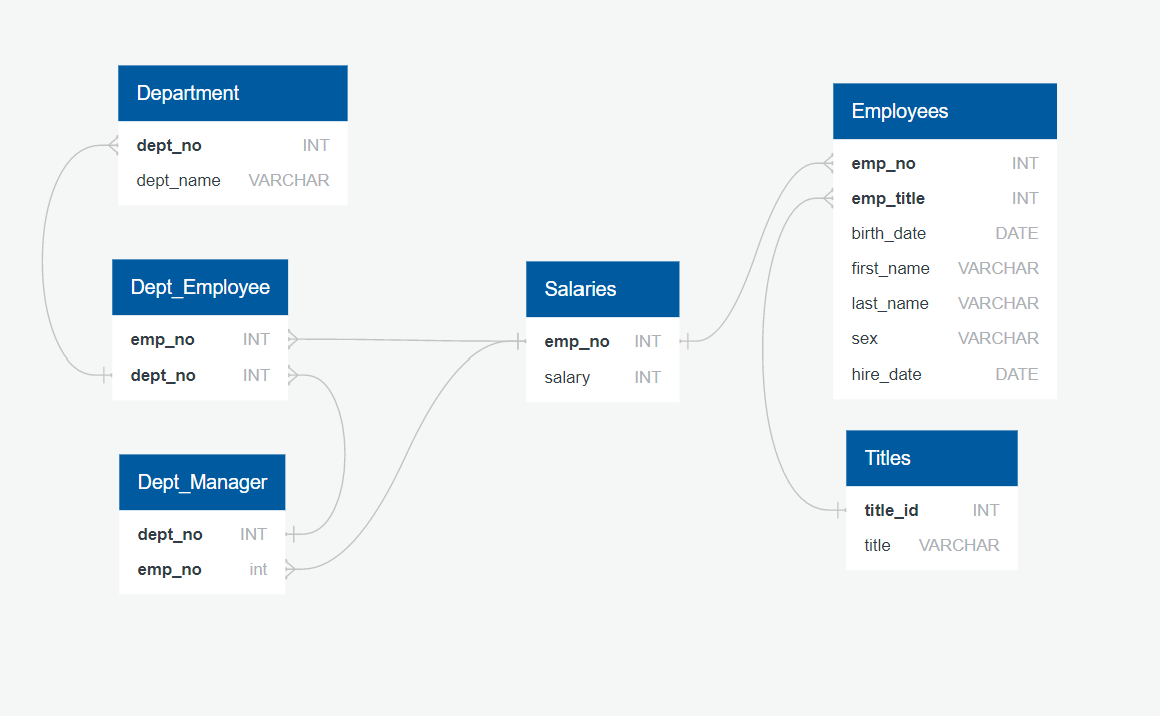 Department
dept_no INT
dept_name VARCHAR
Dept_Employee
emp_no INT
dept_no INT
Dept_Manager
dept_no INT
emp_no int
Salaries
emp_no INT
salary INT
Employees
emp_no INT
emp_title INT
birth_date DATE
first_name VARCHAR
last_name VARCHAR
sex VARCHAR
hire_date DATE
Titles
title_id INT
title VARCHAR